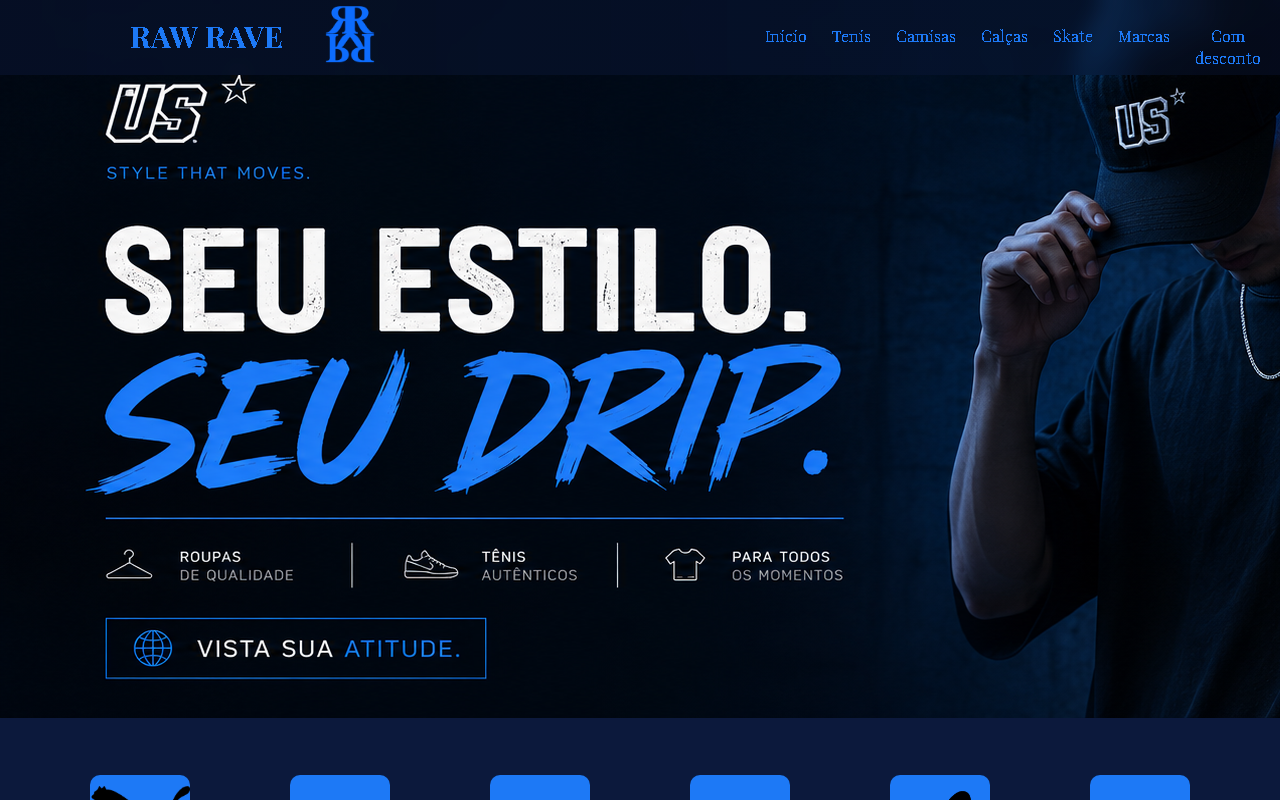 RAW RAVE
Inicio
Tenis
Camisas
Calças
Skate
Marcas
Com
desconto
US
STYLE THAT MOVES.
US
SEU ESTILO.
SEU DRIP.
ROUPAS
DE QUALIDADE
TÊNIS
AUTÊNTICOS
PARA TODOS
OS MOMENTOS
VISTA SUA ATITUDE.